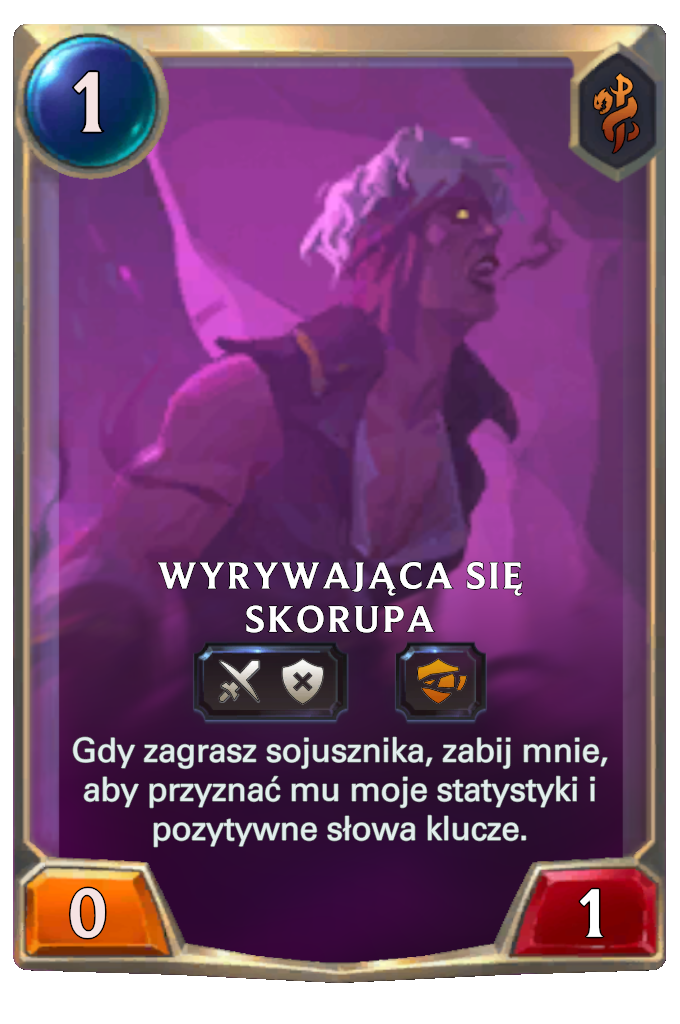 1
WYRYWAJĄCA SIĘ
SKORUPA
Gdy zagrasz sojusznika, zabij mnie,
aby przyznać mu moje statystyki i
pozytywne słowa klucze.
0
1